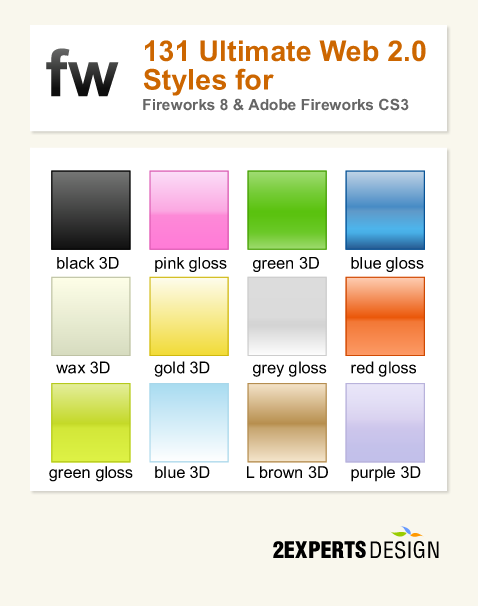 fw
131 Ultimate Web 2.0
Styles for
Fireworks 8 & Adobe Fireworks CS3
black 3D pink gloss green 3D blue gloss
wax 3D gold 3D grey gloss red gloss
green gloss blue 3D L brown 3D purple 3D
2EXPERTS DESIGN